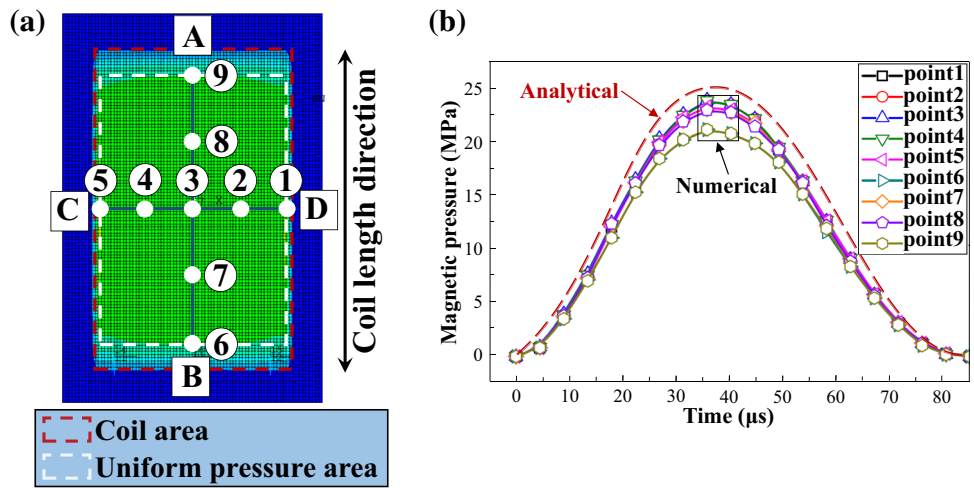 (a)
A
9
8
5
4
3
2
1
C
D
7
6
B
Coil length direction
Coil area
Uniform pressure area
(b)
Magnetic pressure (MPa)
25
20
15
10
5
0
0 10 20 30 40 50 60 70 80
Time (μs)
Analytical
Numerical
point1
point2
point3
point4
point5
point6
point7
point8
point9